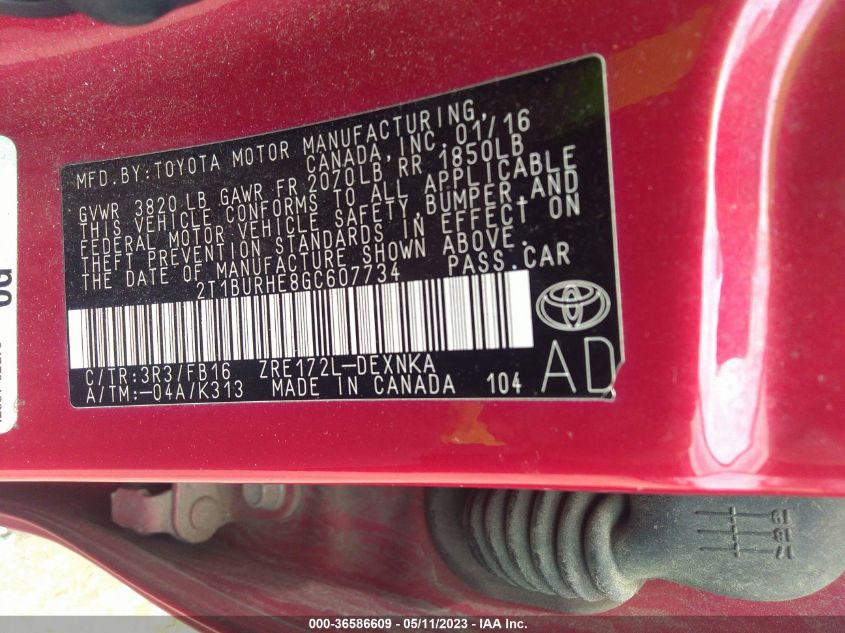 MFD.BY:TOYOTA MOTOR MANUFACTURING,
CANADA,INC. 01/16
GVWR 3820 LB GAWR FR 2070LB, RR 1850LB
THIS VEHICLE CONFORMS TO ALL APPLICABLE
FEDERAL MOTOR VEHICLE SAFETY,BUMPER,AND
THEFT PREVENTION STANDARDS IN EFFECT ON
THE DATE OF MANUFACTURE SHOWN ABOVE.
2T1BURHE8GC607734 PASS.CAR
C/TR:3R3/FB16 ZRE172L-DEXNKA
A/TM:-04A/K313 MADE IN CANADA 104
AD
000-36586609 - 05/11/2023 - IAA Inc.